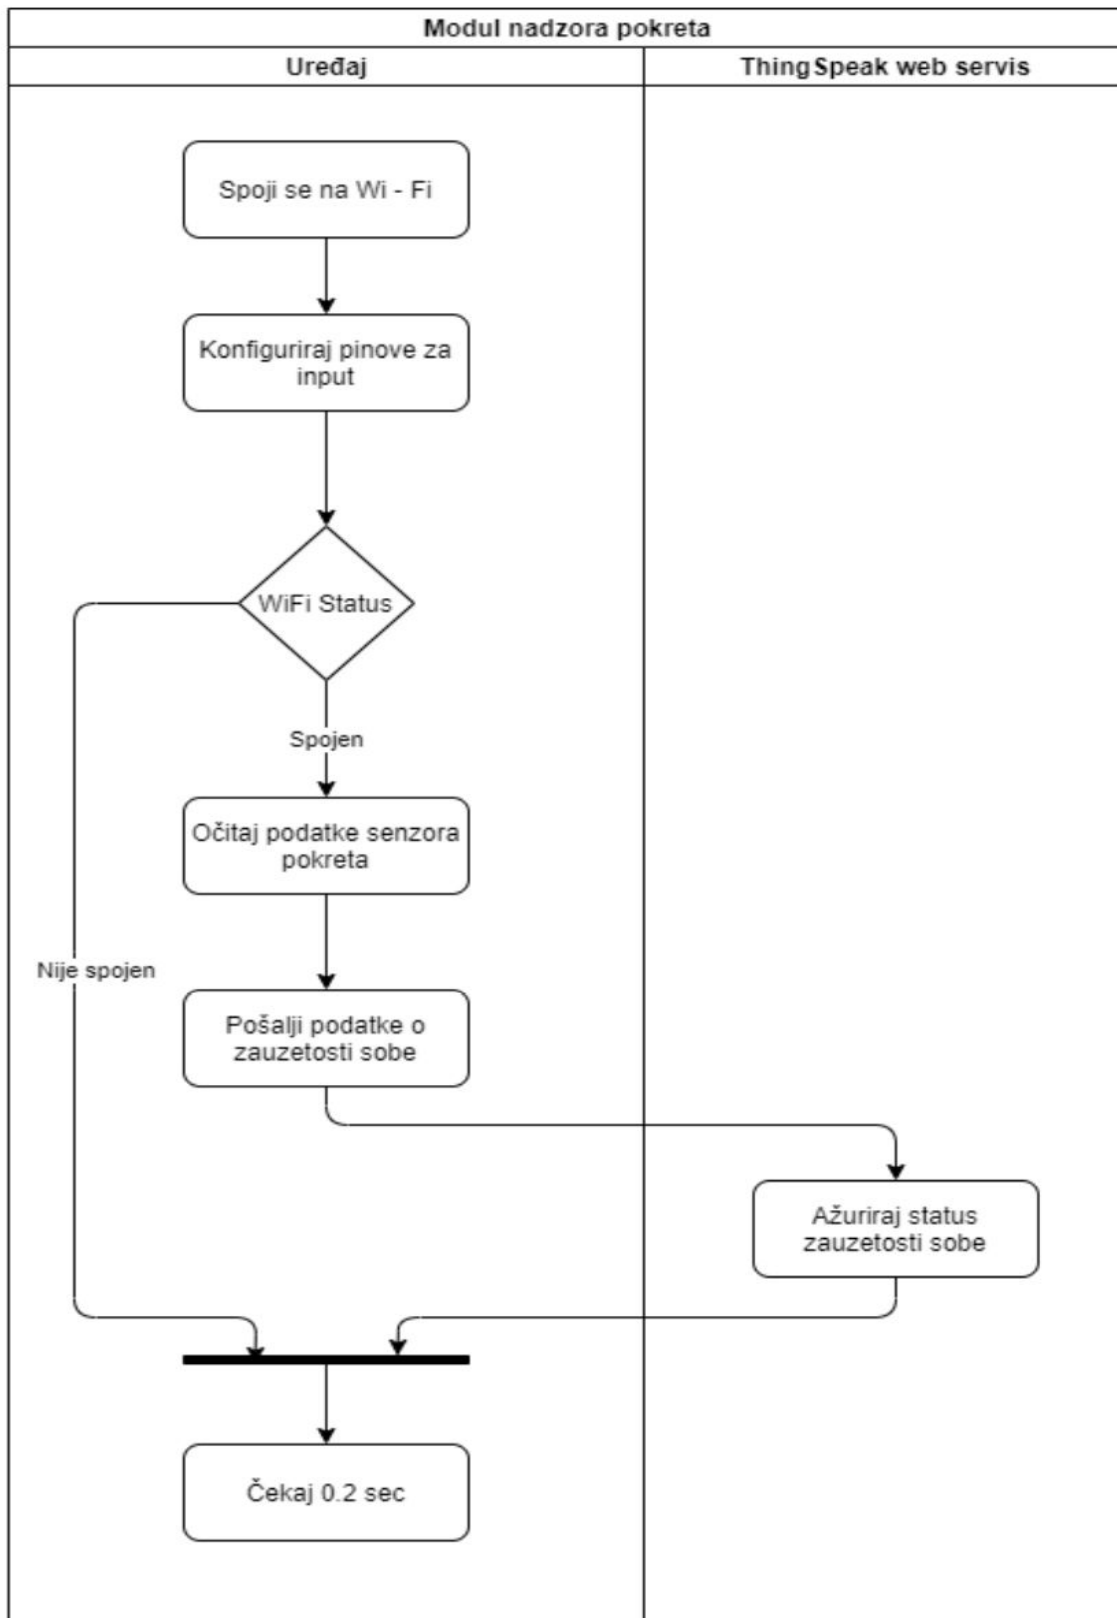 Modul nadzora pokreta
Uređaj
ThingSpeak web servis
Spoji se na Wi - Fi
Konfiguriraj pinove za
input
WiFi Status
Spojen
Očitaj podatke senzora
pokreta
Nije spojen
Pošalji podatke o
zauzetosti sobe
Ažuriraj status
zauzetosti sobe
Čekaj 0.2 sec